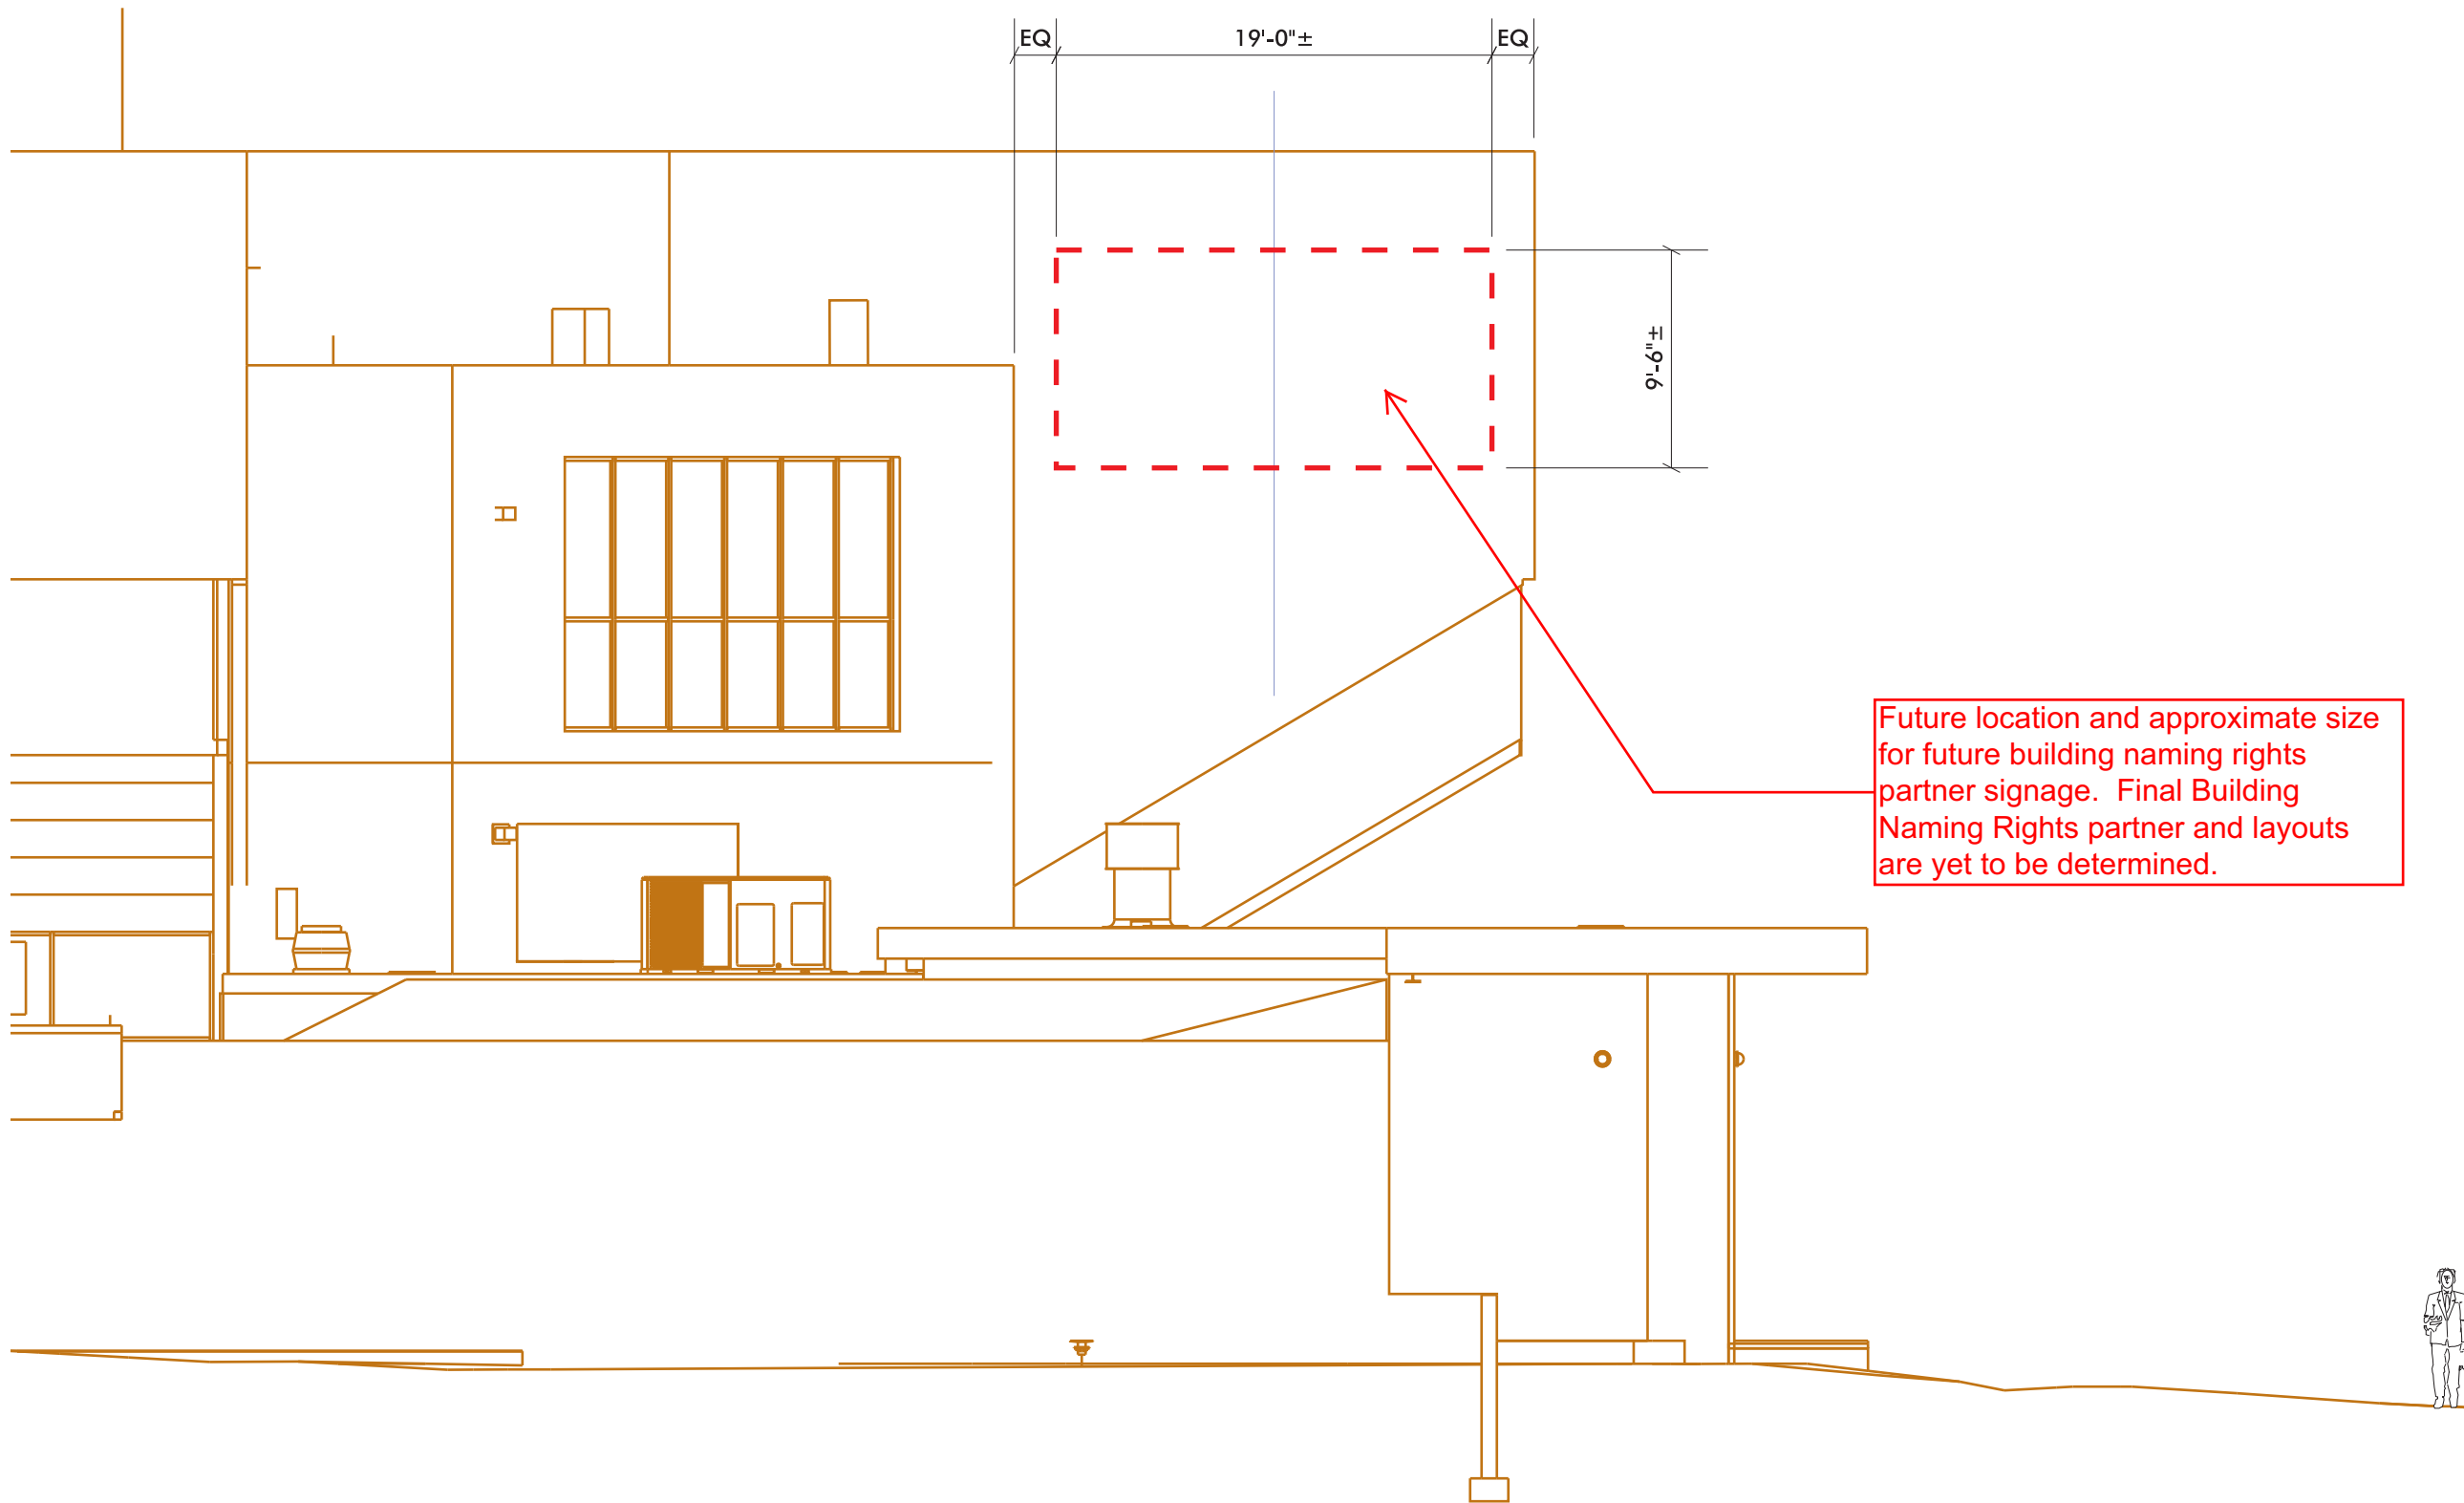 EQ 19'-0"± EQ
9'-6"±
Future location and approximate size
for future building naming rights
partner signage.  Final Building
Naming Rights partner and layouts
are yet to be determined.